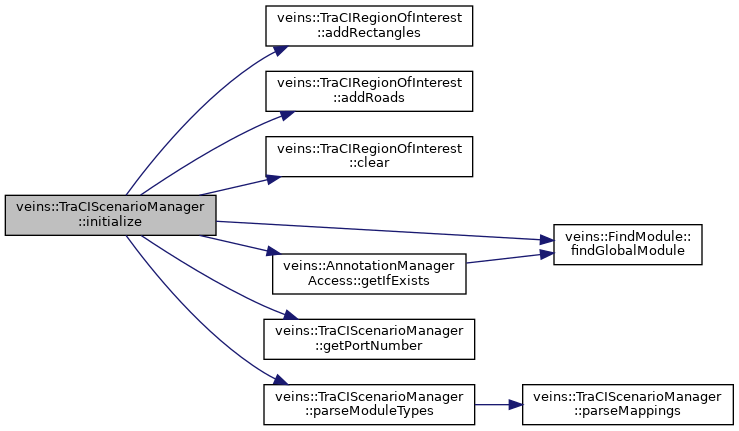 veins::TraCIRegionOfInterest
::addRectangles
veins::TraCIRegionOfInterest
::addRoads
veins::TraCIRegionOfInterest
::clear
veins::TraCIScenarioManager
::initialize
veins::FindModule::
findGlobalModule
veins::AnnotationManager
Access::getIfExists
veins::TraCIScenarioManager
::getPortNumber
veins::TraCIScenarioManager
::parseModuleTypes
veins::TraCIScenarioManager
::parseMappings